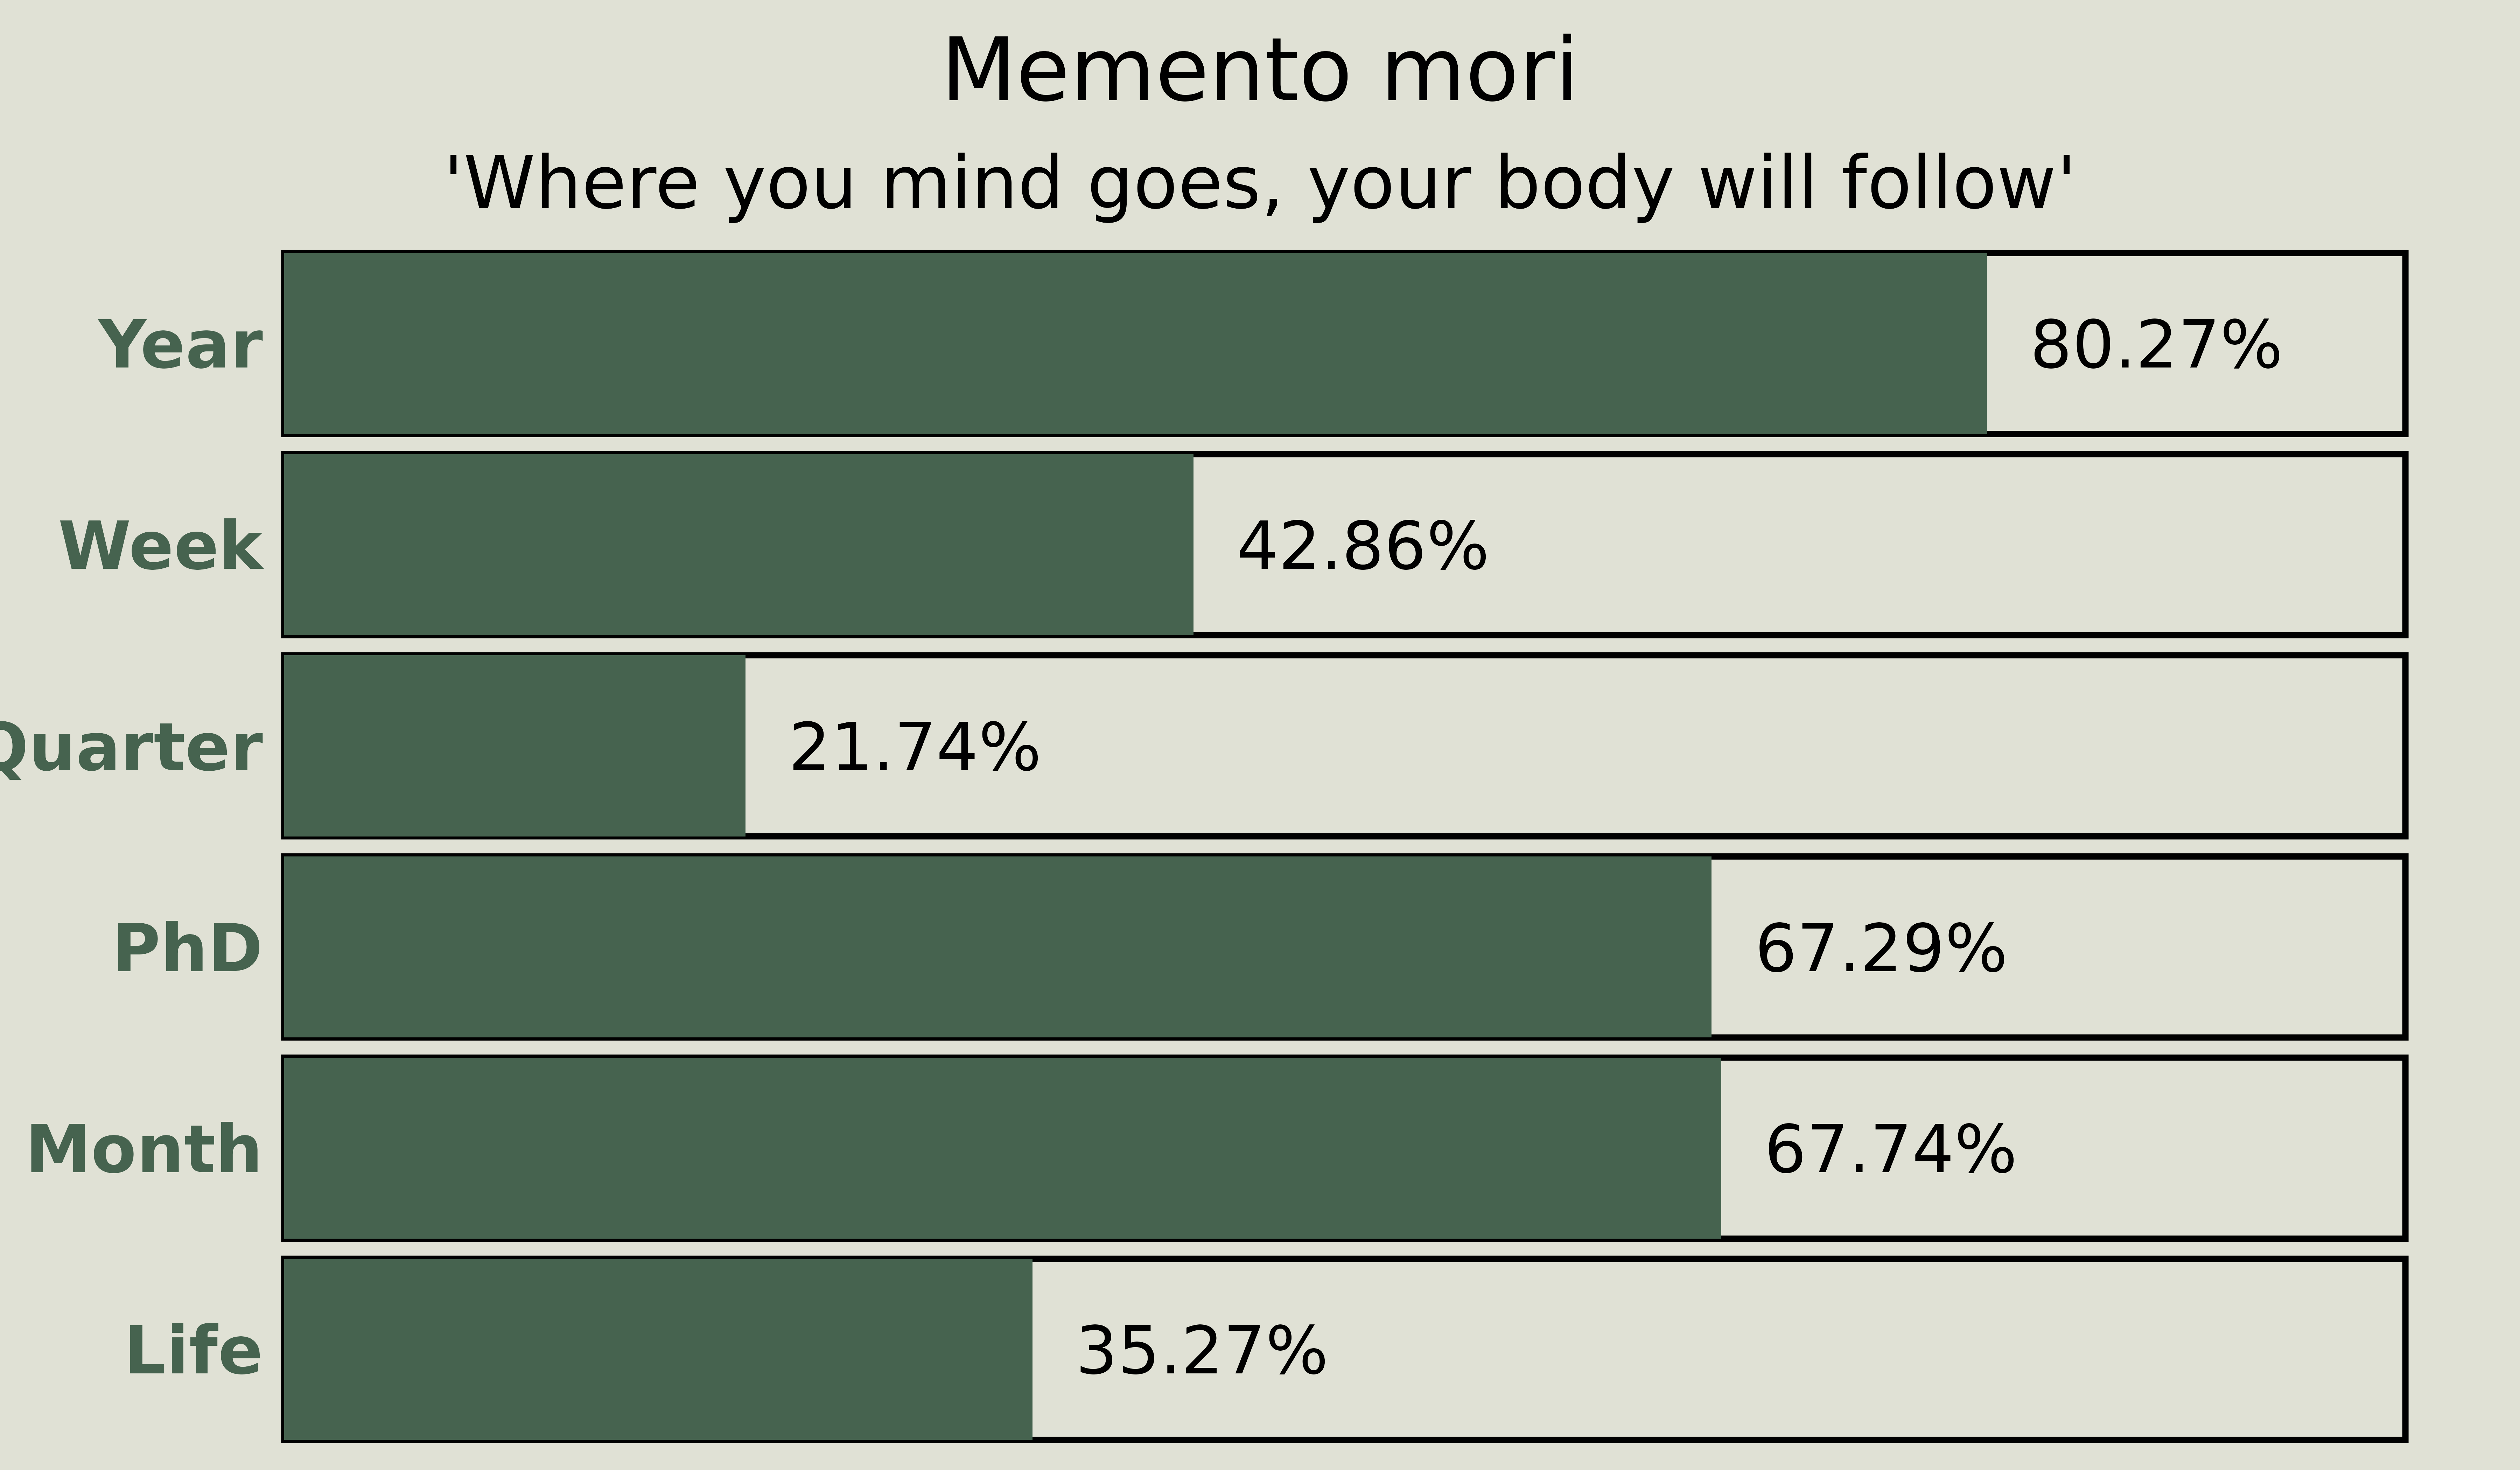 Memento mori
'Where you mind goes, your body will follow'
Year 80.27%
Week 42.86%
Quarter 21.74%
PhD 67.29%
Month 67.74%
Life 35.27%